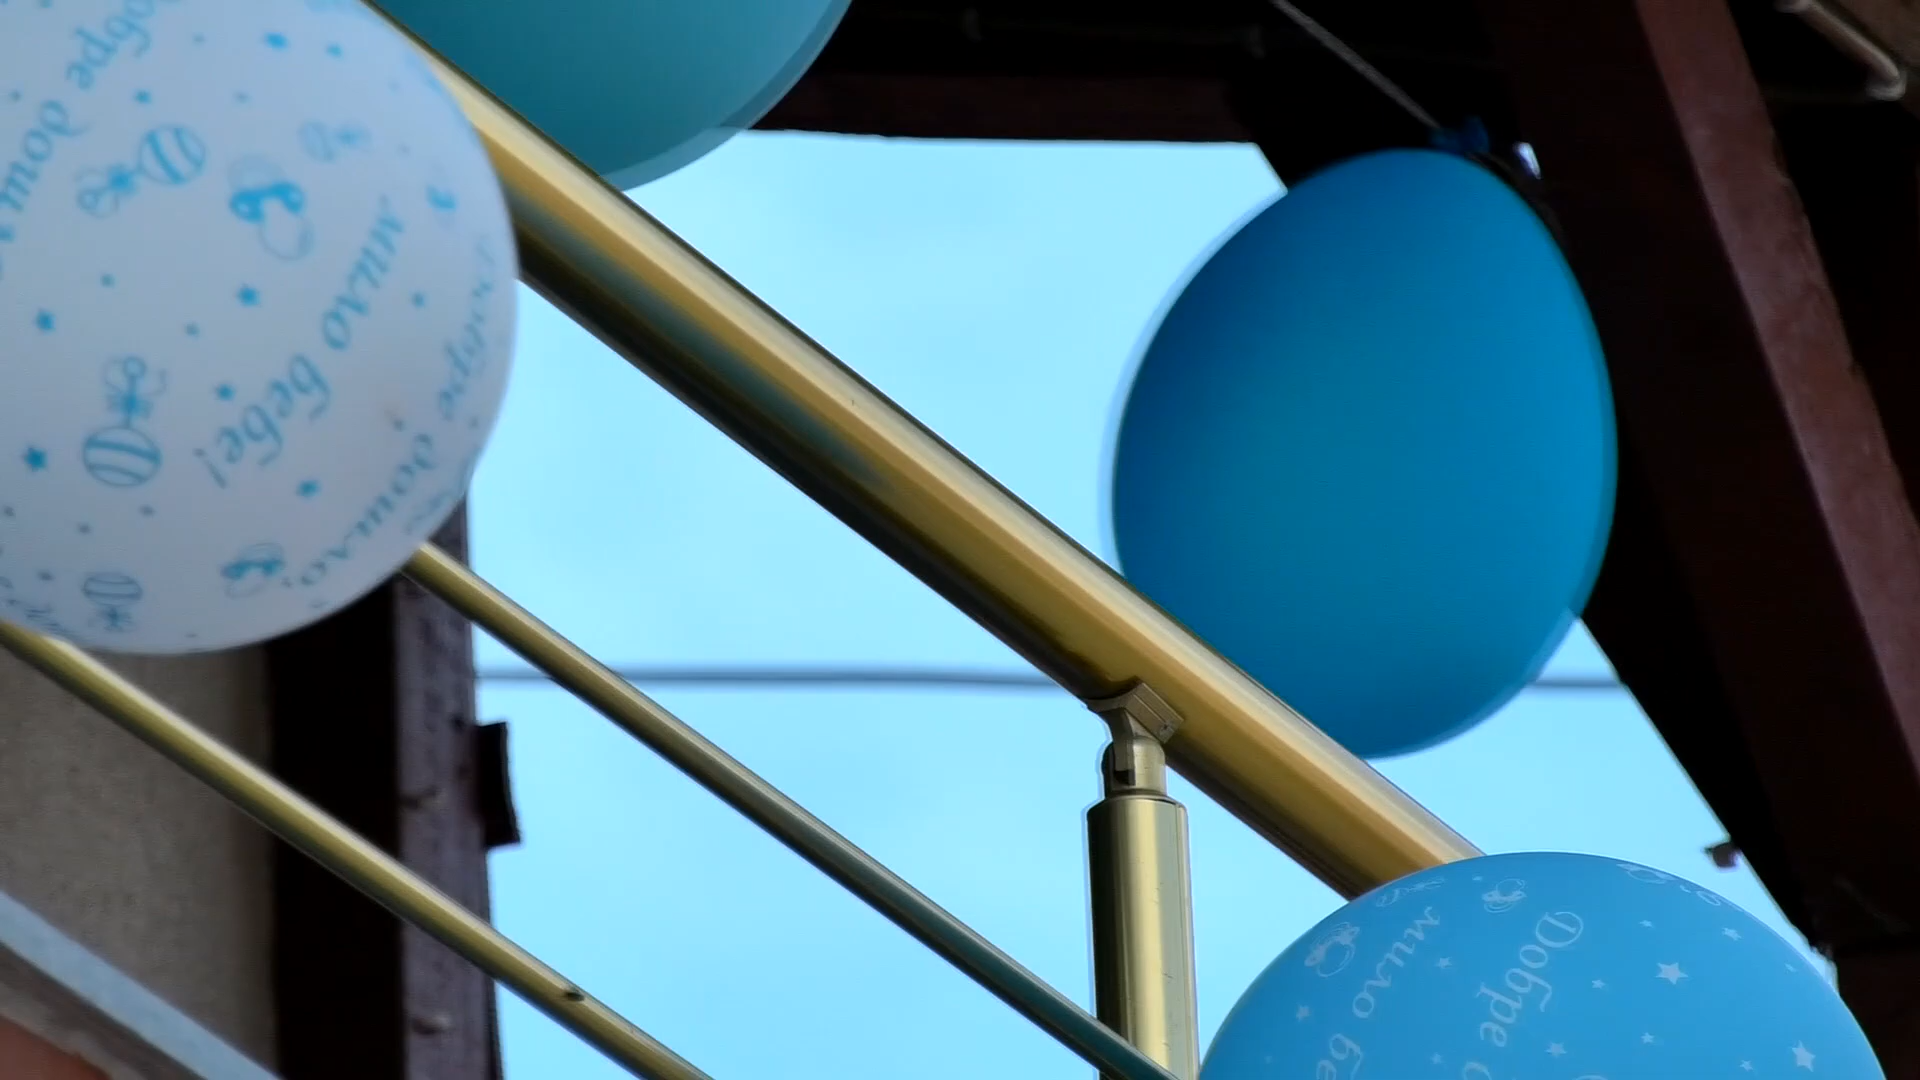 дошло
мило
бебе!
добре
дошло,
мило бе
Добре